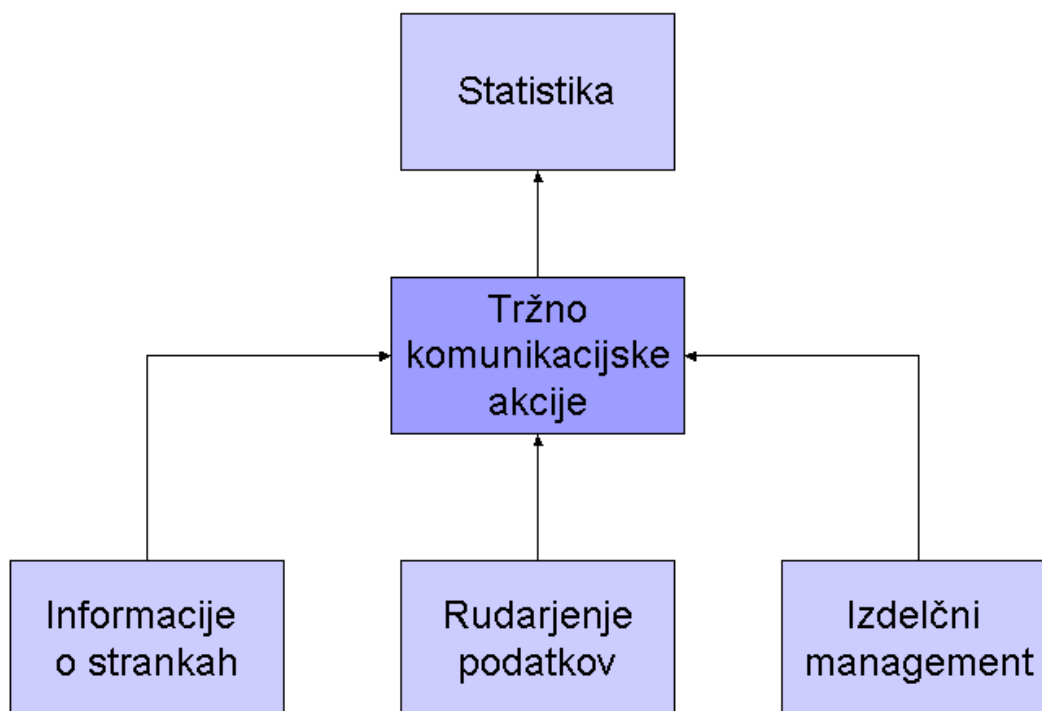 Statistika
Tržno
komunikacijske
akcije
Informacije
o strankah
Rudarjenje
podatkov
Izdelčni
management